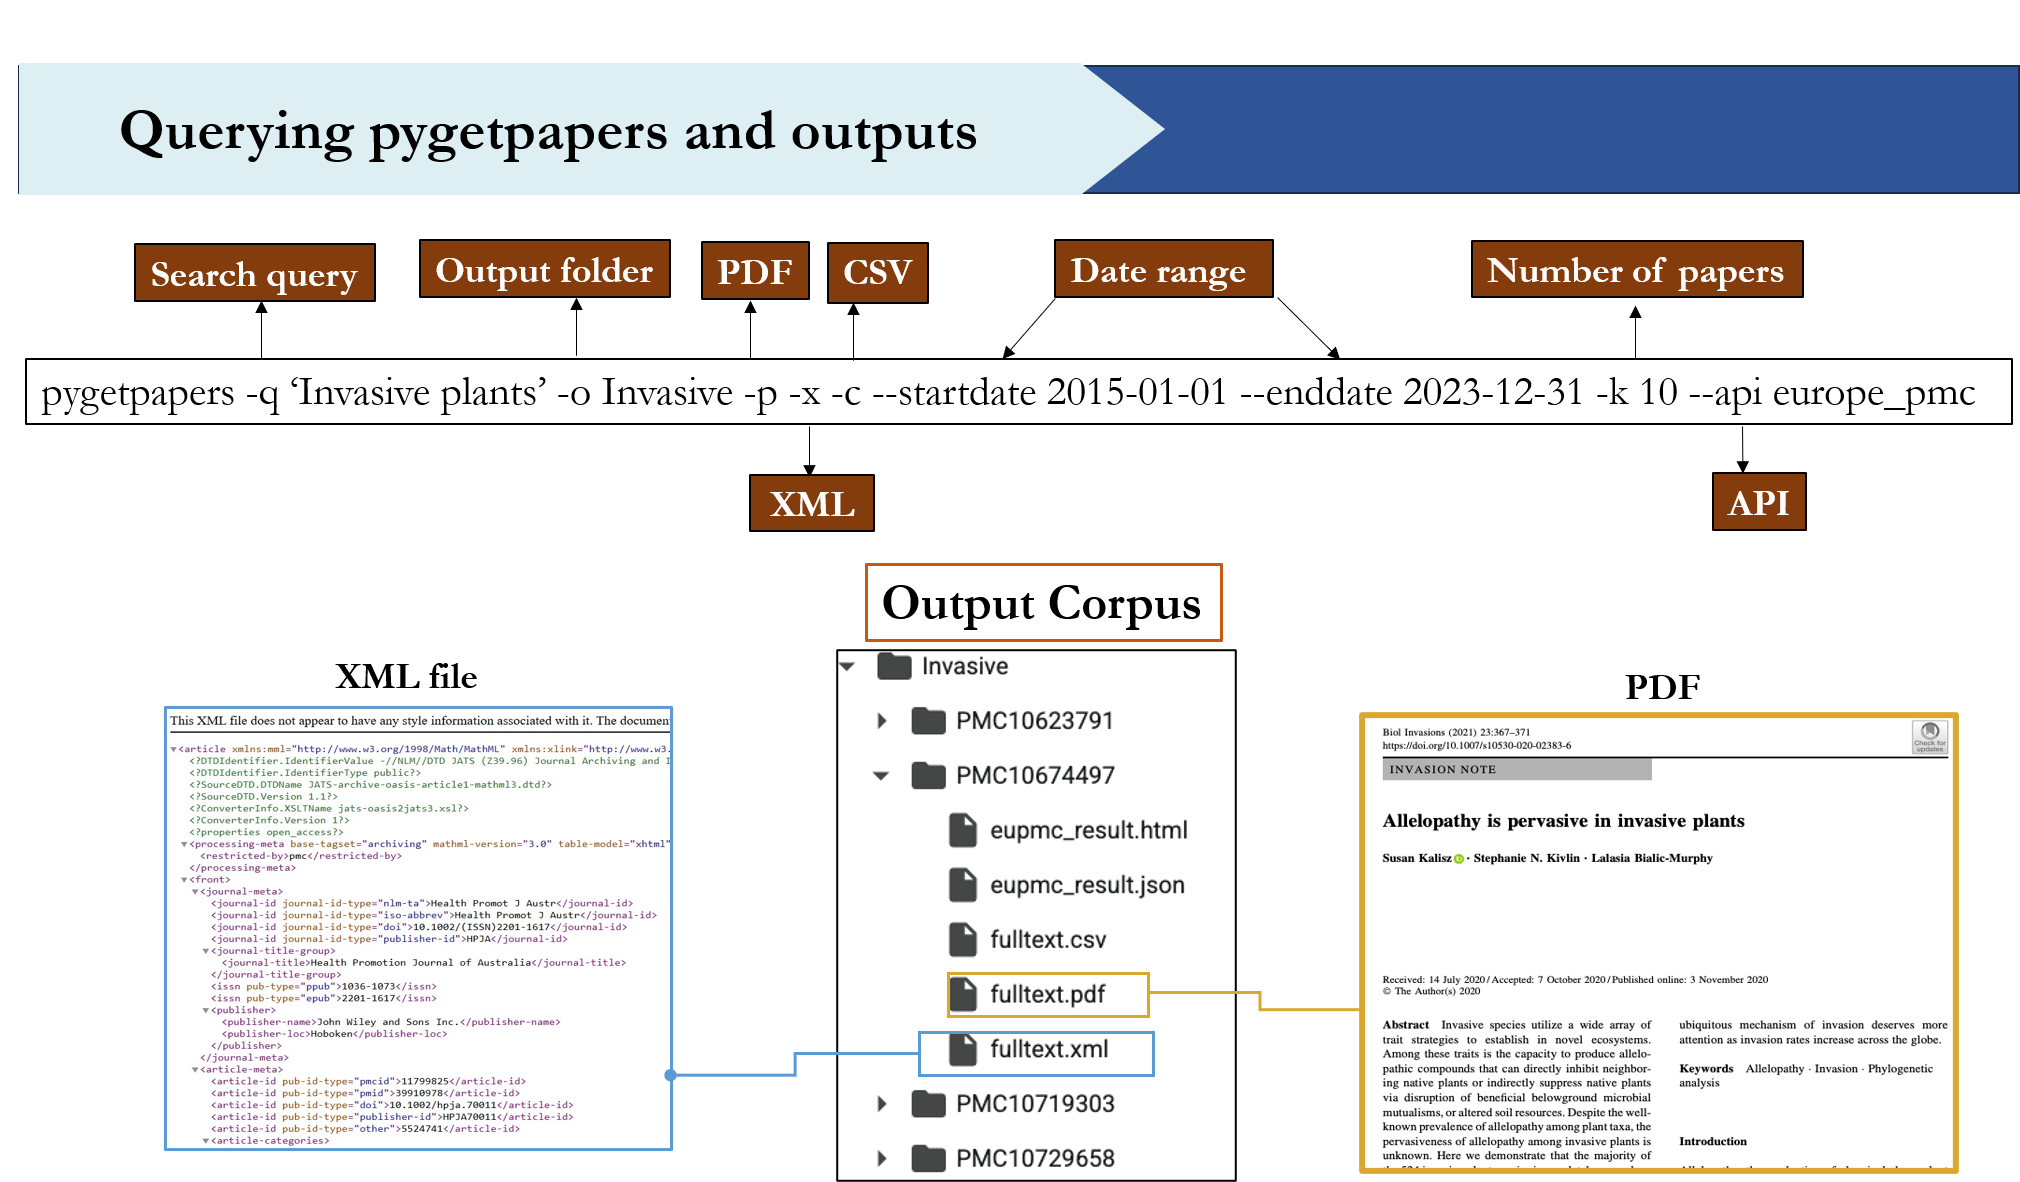 Querying pygetpapers and outputs
Search query
Output folder
PDF
CSV
Date range
Number of papers
pygetpapers -q ‘Invasive plants’ -o Invasive -p -x -c --startdate 2015-01-01 --enddate 2023-12-31 -k 10 --api europe_pmc
XML
API
Output Corpus
XML file
This XML file does not appear to have any style information associated with it. The documen
<article xmlns:mml="http://www.w3.org/1998/Math/MathML" xmlns:xlink="http://www.w3.
<?DTDIdentifier.IdentifierValue -//NLM//DTD JATS (Z39.96) Journal Archiving and I
<?DTDIdentifier.IdentifierType public?>
<?SourceDTD.DTDName JATS-archive-oasis-article1-mathml3.dtd?>
<?SourceDTD.Version 1.1?>
<?ConverterInfo.XSLTName jats-oasis2jats3.xsl?>
<?ConverterInfo.Version 1?>
<?properties open_access?>
<processing-meta base-tagset="archiving" mathml-version="3.0" table-model="xhtml"
<restricted-by>pmc</restricted-by>
</processing-meta>
<front>
<journal-meta>
<journal-id journal-id-type="nlm-ta">Health Promot J Austr</journal-id>
<journal-id journal-id-type="iso-abbrev">Health Promot J Austr</journal-id>
<journal-id journal-id-type="doi">10.1002/(ISSN)2201-1617</journal-id>
<journal-id journal-id-type="publisher-id">HPJA</journal-id>
<journal-title-group>
<journal-title>Health Promotion Journal of Australia</journal-title>
</journal-title-group>
<issn pub-type="ppub">1036-1073</issn>
<issn pub-type="epub">2201-1617</issn>
<publisher>
<publisher-name>John Wiley and Sons Inc.</publisher-name>
<publisher-loc>Hoboken</publisher-loc>
</publisher>
</journal-meta>
<article-meta>
<article-id pub-id-type="pmcid">11799825</article-id>
<article-id pub-id-type="pmid">39910978</article-id>
<article-id pub-id-type="doi">10.1002/hpja.70011</article-id>
<article-id pub-id-type="publisher-id">HPJA70011</article-id>
<article-id pub-id-type="other">5524741</article-id>
<article-categories>
Invasive
PMC10623791
PMC10674497
eupmc_result.html
eupmc_result.json
fulltext.csv
fulltext.pdf
fulltext.xml
PMC10719303
PMC10729658
PDF
Biol Invasions (2021) 23:367–371
https://doi.org/10.1007/s10530-020-02383-6
Check for
updates
INVASION NOTE
Allelopathy is pervasive in invasive plants
Susan Kalisz iD · Stephanie N. Kivlin · Lalasia Bialic-Murphy
Received: 14 July 2020 / Accepted: 7 October 2020 / Published online: 3 November 2020
© The Author(s) 2020
Abstract Invasive species utilize a wide array of
trait strategies to establish in novel ecosystems.
Among these traits is the capacity to produce allelo-
pathic compounds that can directly inhibit neighbor-
ing native plants or indirectly suppress native plants
via disruption of beneficial belowground microbial
mutualisms, or altered soil resources. Despite the well-
known prevalence of allelopathy among plant taxa, the
pervasiveness of allelopathy among invasive plants is
unknown. Here we demonstrate that the majority of
ubiquitous mechanism of invasion deserves more
attention as invasion rates increase across the globe.
Keywords Allelopathy · Invasion · Phylogenetic
analysis
Introduction